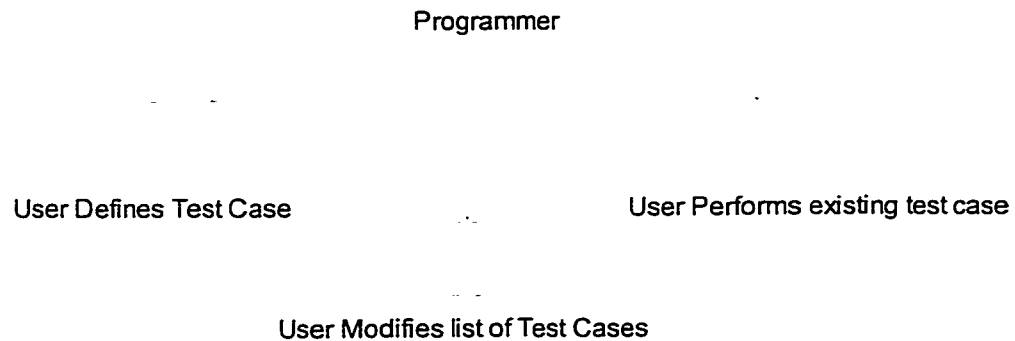 Programmer
User Defines Test Case
User Performs existing test case
User Modifies list of Test Cases